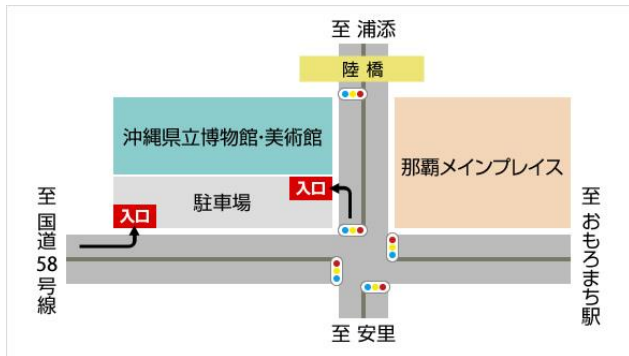 至 浦添
陸橋
沖縄県立博物館・美術館
那覇メインプレイス
入口
駐車場
入口
至 国道58号線
至 おもろまち駅
至 安里